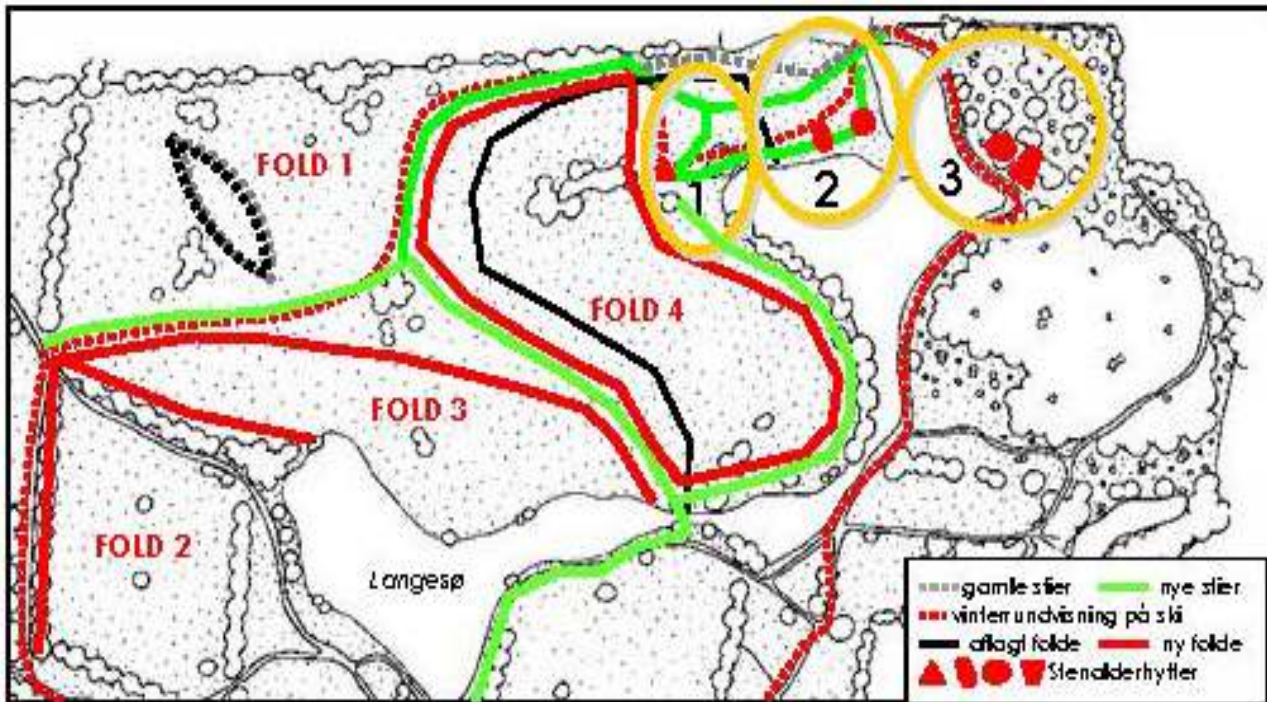 FOLD 1
1
2
3
FOLD 4
FOLD 3
FOLD 2
Langesø
gamle stier nye stier
vinterrundvisning på ski
aflagt folde ny folde
Stenalderhytter